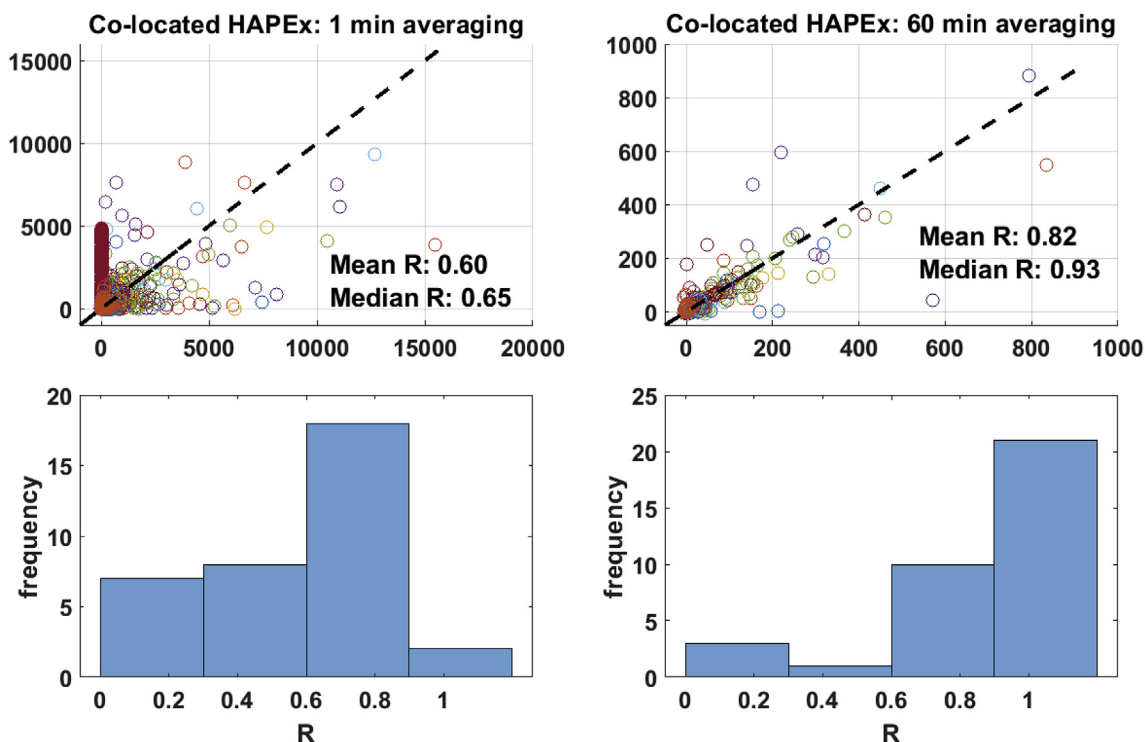 Co-located HAPEx: 1 min averaging
15000
10000
5000
0
0 5000 10000 15000 20000
Mean R: 0.60
Median R: 0.65
Co-located HAPEx: 60 min averaging
1000
800
600
400
200
0
0 200 400 600 800 1000
Mean R: 0.82
Median R: 0.93
20
15
10
5
0
frequency
0 0.2 0.4 0.6 0.8 1
R
25
20
15
10
5
0
frequency
0 0.2 0.4 0.6 0.8 1
R